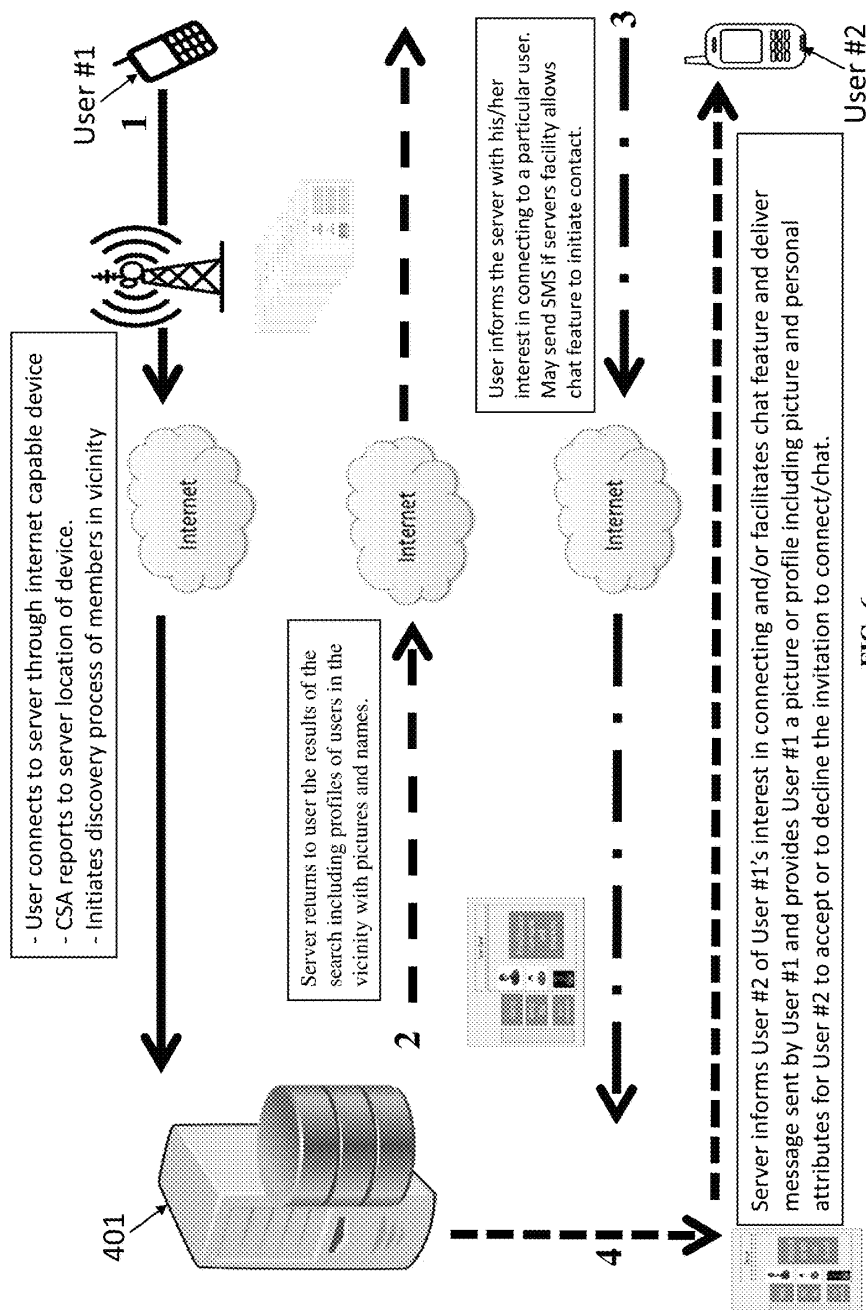 User #1
1
- User connects to server through internet capable device
- CSA reports to server location of device.
- Initiates discovery process of members in vicinity
Internet
401
Server returns to user the results of the
search including profiles of users in the
vicinity with pictures and names.
2
Internet
User informs the server with his/her
interest in connecting to a particular user.
May send SMS if servers facility allows
chat feature to initiate contact.
3
Internet
4
User #2
Server informs User #2 of User #1's interest in connecting and/or facilitates chat feature and deliver
message sent by User #1 and provides User #1 a picture or profile including picture and personal
attributes for User #2 to accept or to decline the invitation to connect/chat.
FIG. 6